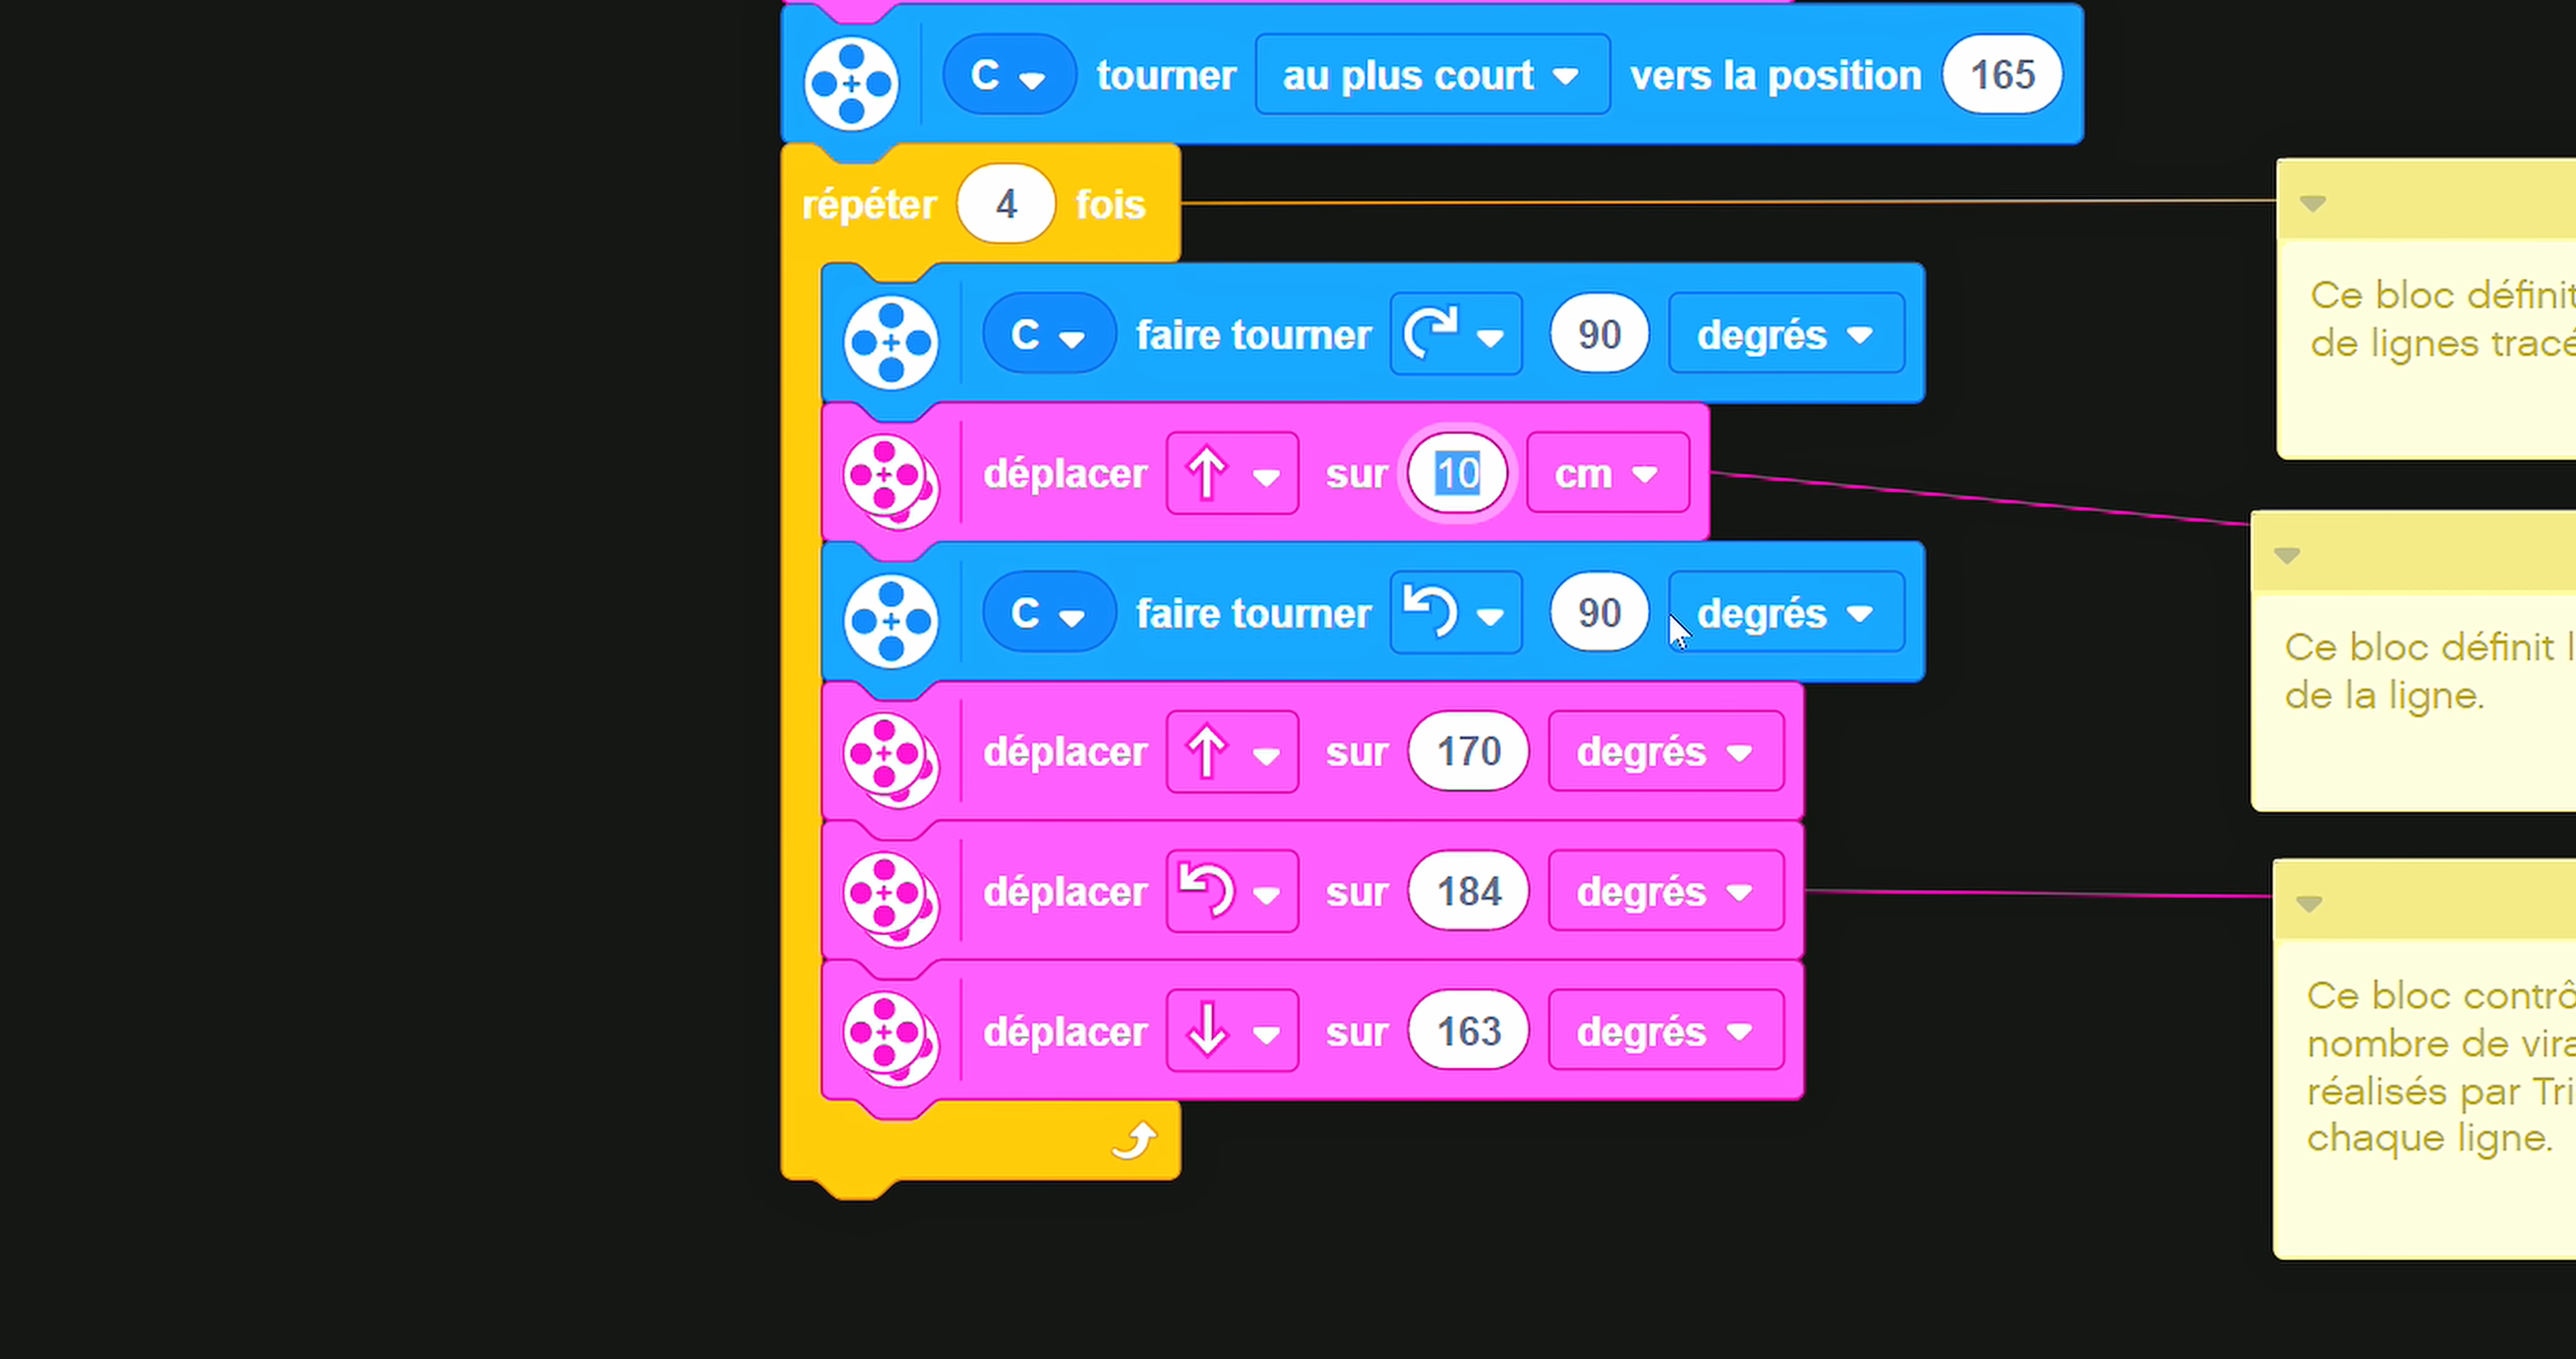 C tourner au plus court vers la position 165
répéter 4 fois
C faire tourner 90 degrés
déplacer sur 10 cm
C faire tourner 90 degrés
déplacer sur 170 degrés
déplacer sur 184 degrés
déplacer sur 163 degrés
Ce bloc définit
de lignes tracé
Ce bloc définit l
de la ligne.
Ce bloc contrô
nombre de vira
réalisés par Tri
chaque ligne.